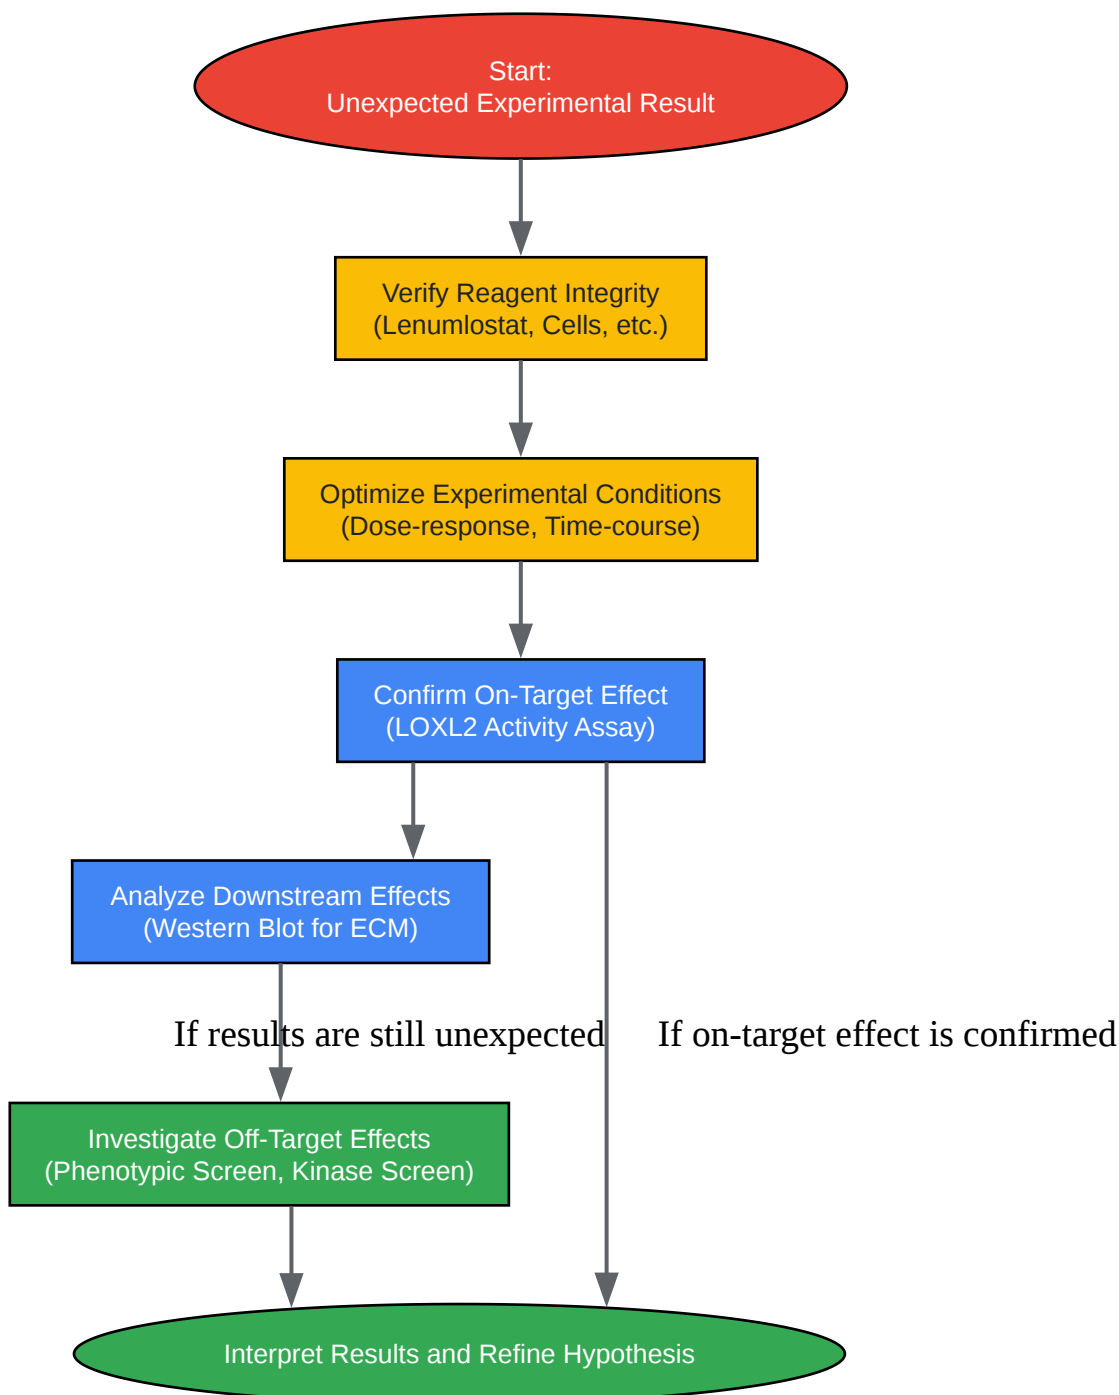 Start:
Unexpected Experimental Result
Verify Reagent Integrity
(Lenumlostat, Cells, etc.)
Optimize Experimental Conditions
(Dose-response, Time-course)
Confirm On-Target Effect
(LOXL2 Activity Assay)
Analyze Downstream Effects
(Western Blot for ECM)
If results are still unexpected
If on-target effect is confirmed
Investigate Off-Target Effects
(Phenotypic Screen, Kinase Screen)
Interpret Results and Refine Hypothesis